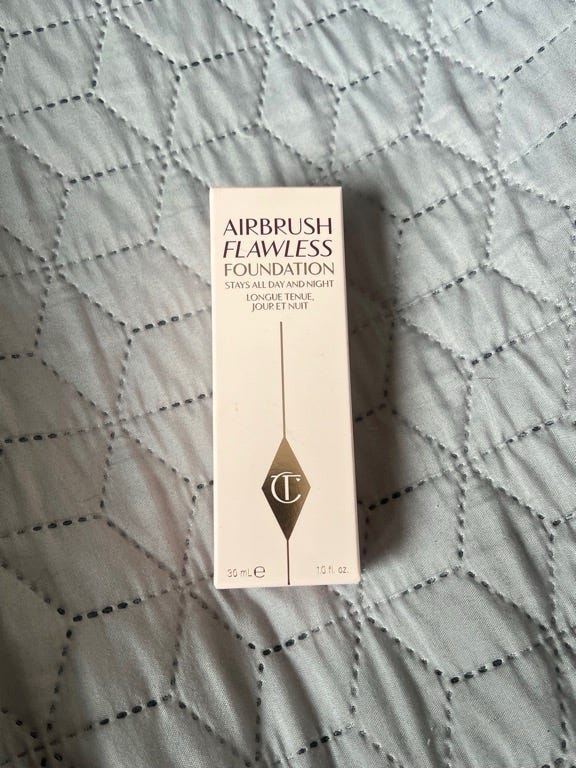 AIRBRUSH
FLAWLESS
FOUNDATION
STAYS ALL DAY AND NIGHT
LONGUE TENUE,
JOUR ET NUIT
CT
30 mL e 1.0 fl. oz.